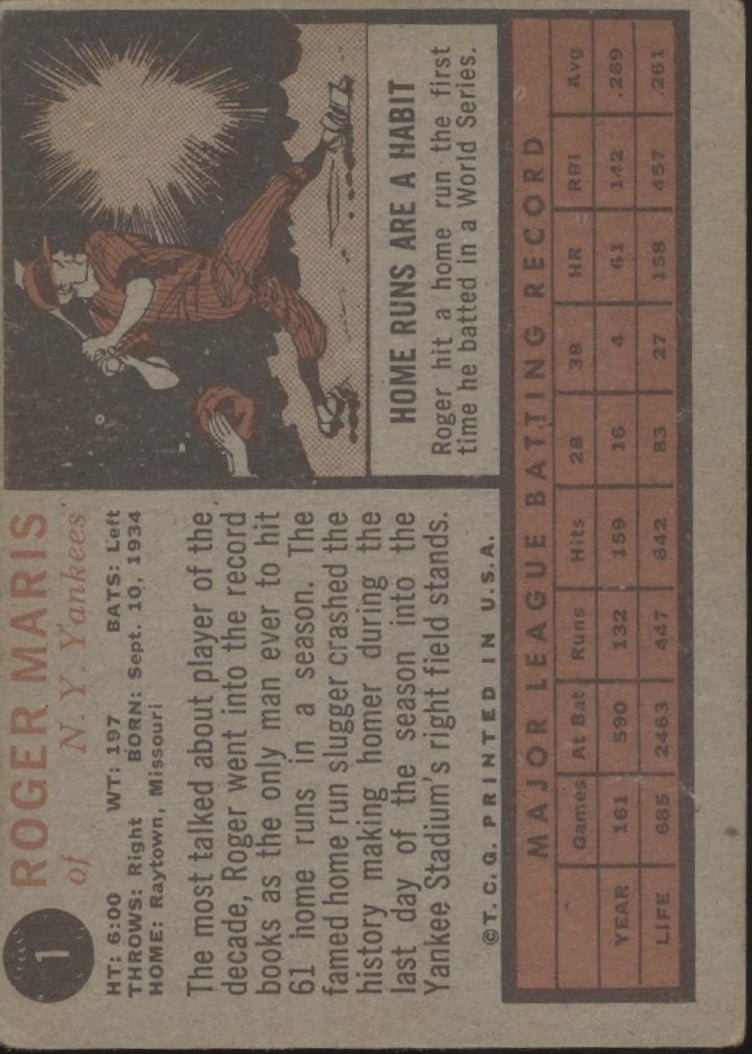 1
ROGER MARIS
of N. Y. Yankees
HT: 6:00 WT: 197 BATS: Left
THROWS: Right BORN: Sept. 10, 1934
HOME: Raytown, Missouri
The most talked about player of the
decade, Roger went into the record
books as the only man ever to hit
61 home runs in a season. The
famed home run slugger crashed the
history making homer during the
last day of the season into the
Yankee Stadium's right field stands.
©T. C. G. PRINTED IN U.S.A.
HOME RUNS ARE A HABIT
Roger hit a home run the first
time he batted in a World Series.
MAJOR LEAGUE BATTING RECORD
Games At Bat Runs Hits 2B 3B HR RBI Avg
YEAR 161 590 132 159 16 4 61 142 .269
LIFE 685 2463 447 642 83 27 158 457 .261